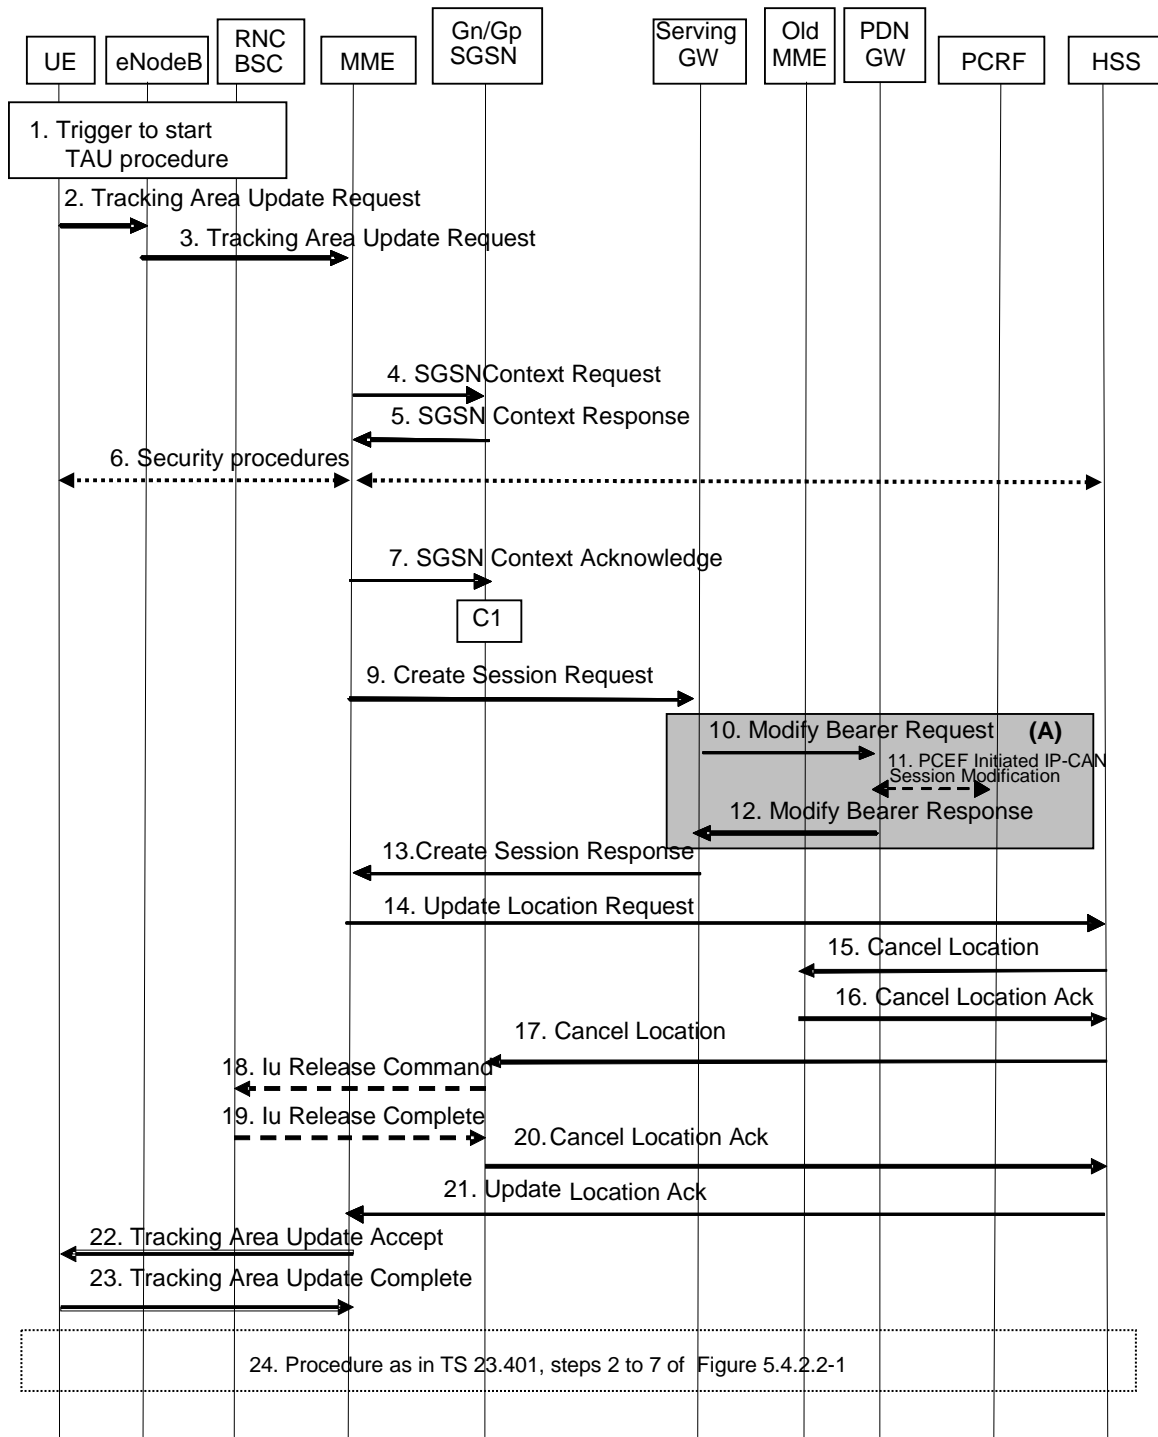 UE
eNodeB
RNC
BSC
MME
Gn/Gp
SGSN
Serving
GW
Old
MME
PDN
GW
PCRF
HSS
1. Trigger to start
TAU procedure
2. Tracking Area Update Request
3. Tracking Area Update Request
4. SGSNContext Request
5. SGSN Context Response
6. Security procedures
7. SGSN Context Acknowledge
C1
9. Create Session Request
10. Modify Bearer Request (A)
11. PCEF Initiated IP-CAN
Session Modification
12. Modify Bearer Response
13.Create Session Response
14. Update Location Request
15. Cancel Location
16. Cancel Location Ack
17. Cancel Location
18. Iu Release Command
19. Iu Release Complete
20.Cancel Location Ack
21. Update Location Ack
22. Tracking Area Update Accept
23. Tracking Area Update Complete
24. Procedure as in TS 23.401, steps 2 to 7 of Figure 5.4.2.2-1